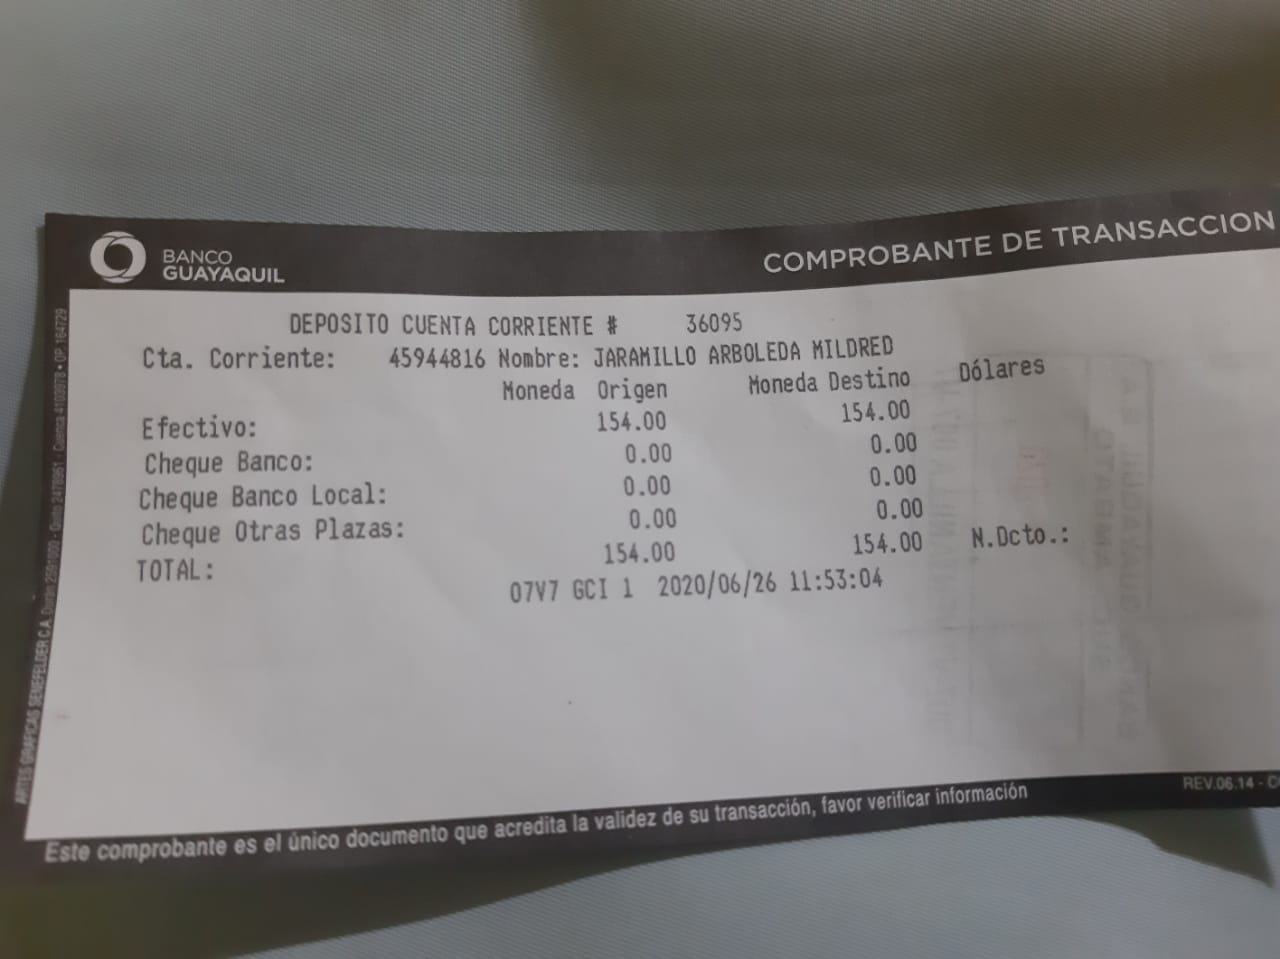 BANCO
GUAYAQUIL
COMPROBANTE DE TRANSACCION
DEPOSITO CUENTA CORRIENTE # 36095
Cta. Corriente: 45944816 Nombre: JARAMILLO ARBOLEDA MILDRED
Moneda Origen Moneda Destino Dólares
Efectivo: 154.00 154.00
Cheque Banco: 0.00 0.00
Cheque Banco Local: 0.00 0.00
Cheque Otras Plazas: 0.00 0.00
TOTAL: 154.00 154.00 N.Dcto.:
07V7 GCI 1 2020/06/26 11:53:04
ARTES GRAFICAS SENEFELDER C.A.
REV.06.14 -
Este comprobante es el único documento que acredita la validez de su transacción, favor verificar información